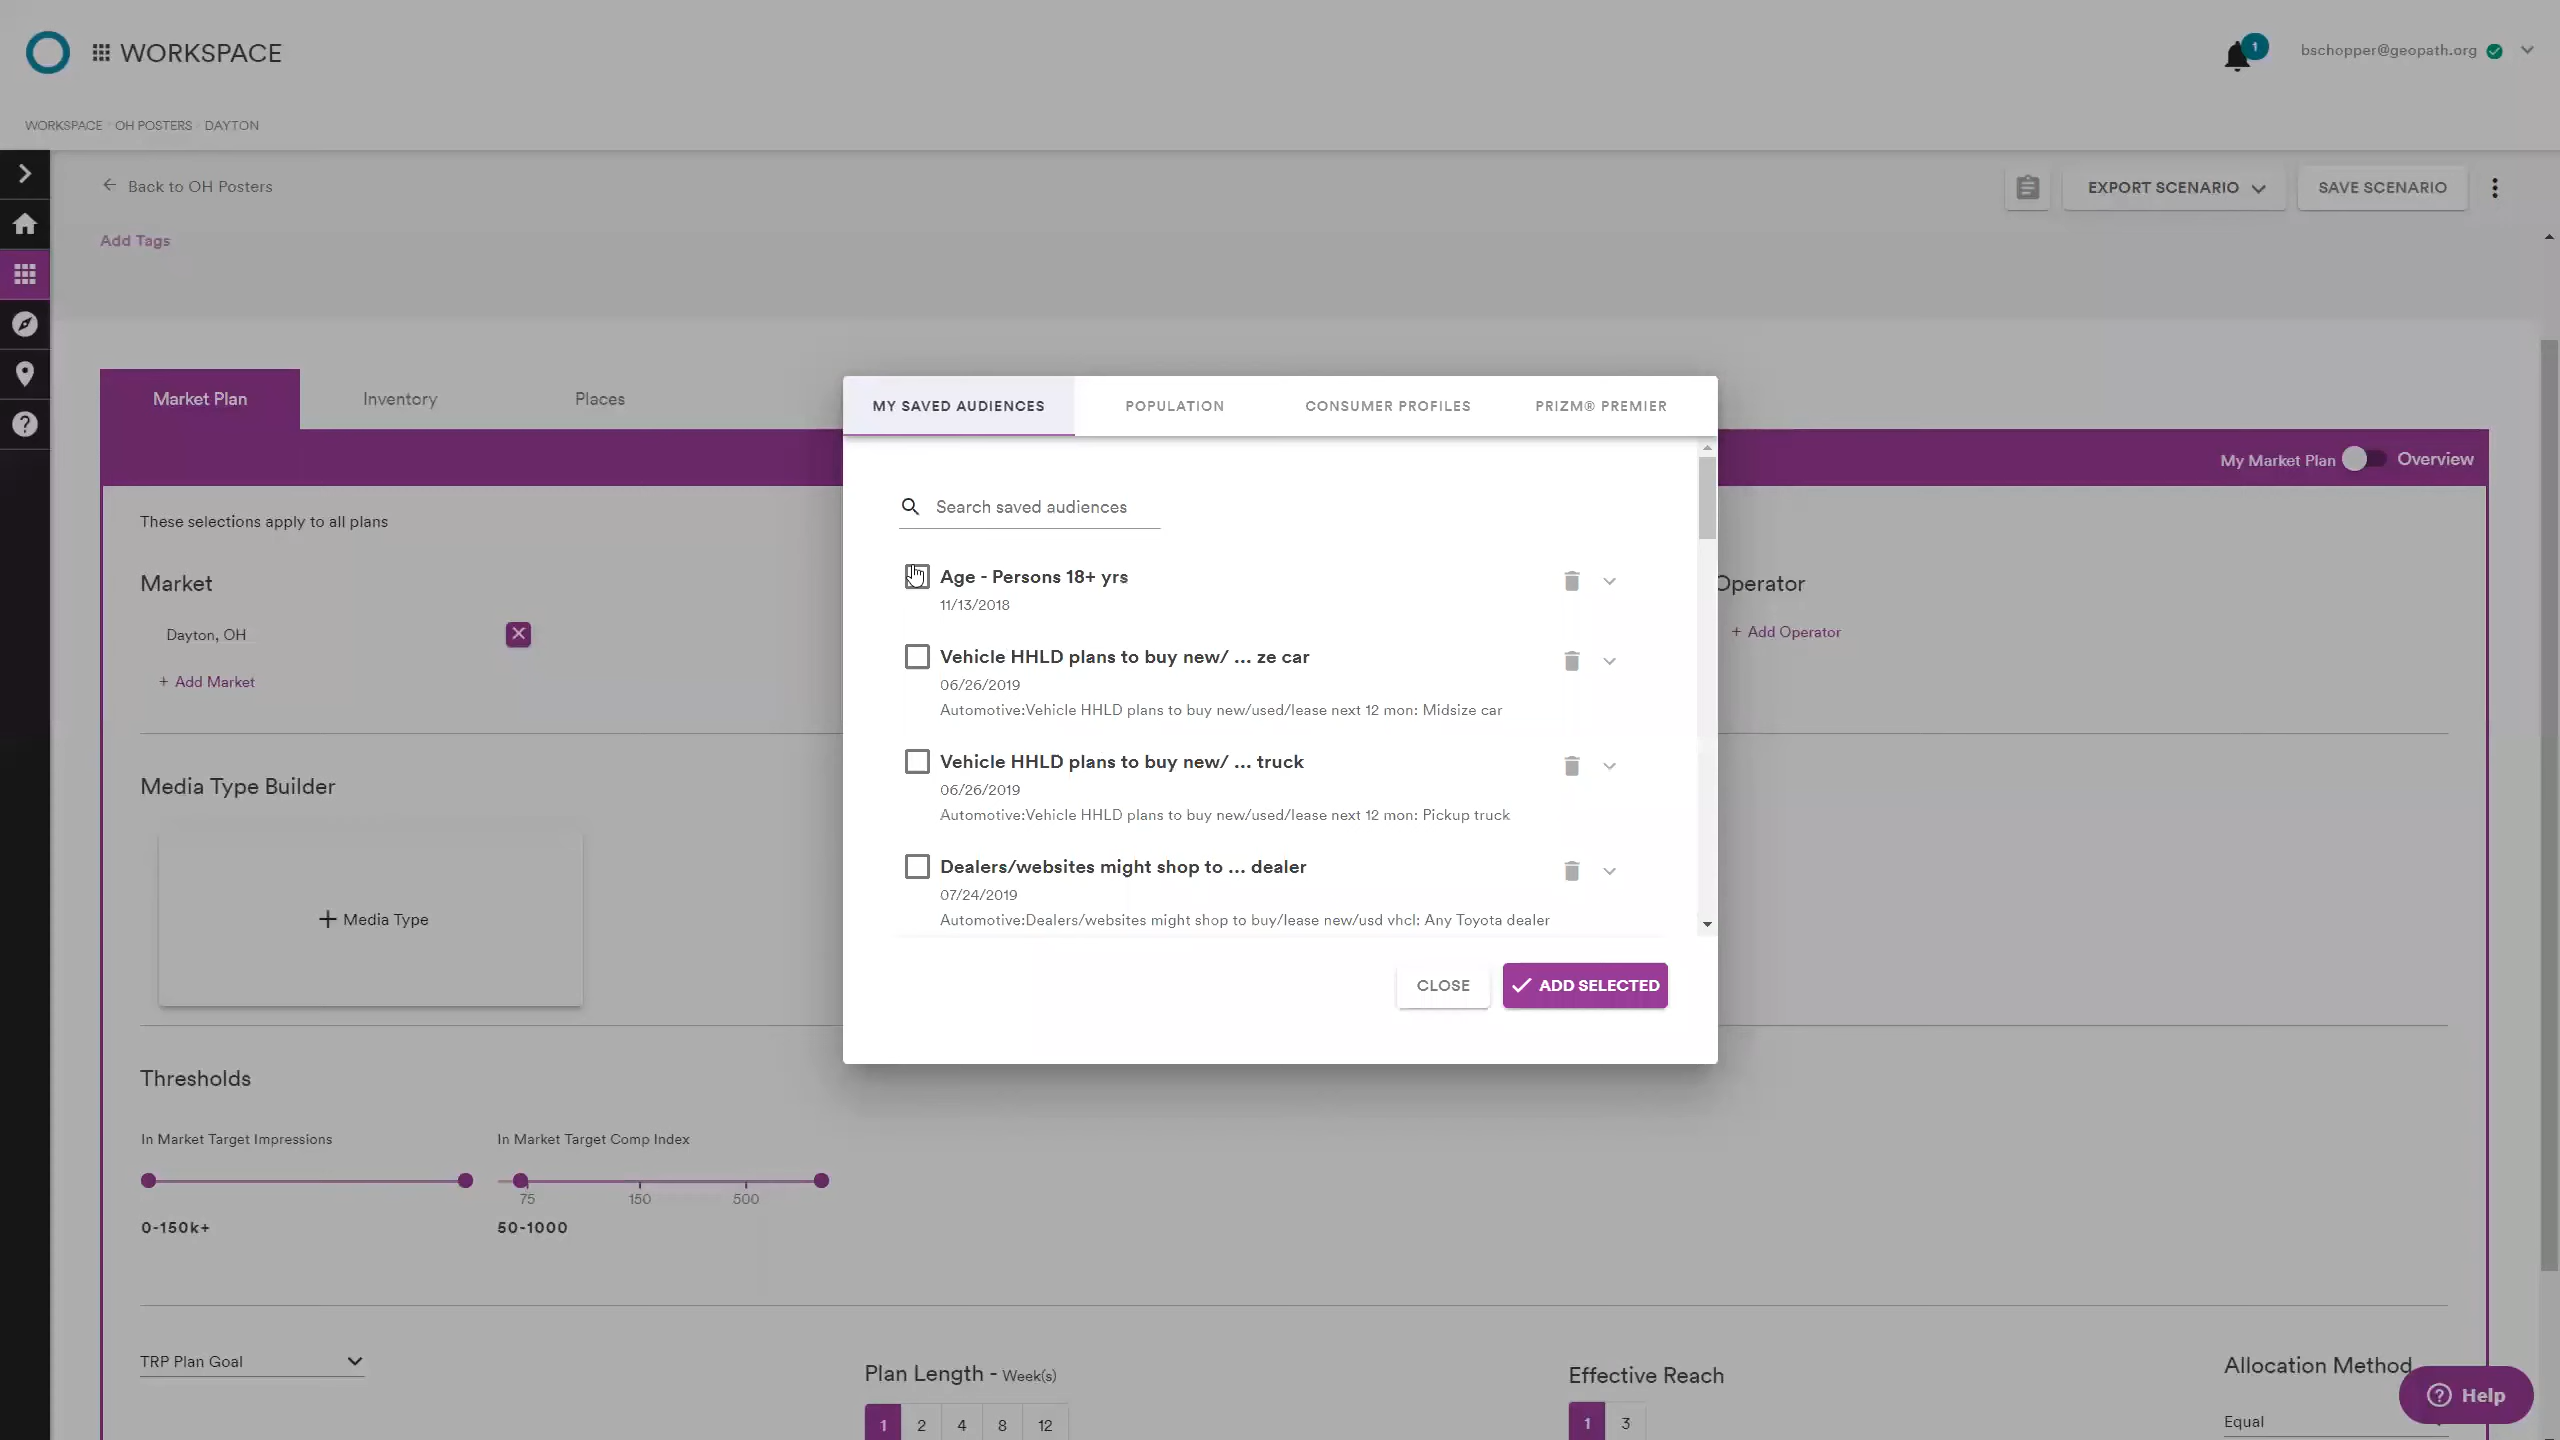 WORKSPACE
1
bschopper@geopath.org
WORKSPACE OH POSTERS DAYTON
Back to OH Posters
EXPORT SCENARIO
SAVE SCENARIO
Add Tags
Market Plan
Inventory
Places
MY SAVED AUDIENCES
POPULATION
CONSUMER PROFILES
PRIZM® PREMIER
My Market Plan
Overview
These selections apply to all plans
Search saved audiences
Market
Operator
Age - Persons 18+ yrs
11/13/2018
Dayton, OH
+ Add Operator
+ Add Market
Vehicle HHLD plans to buy new/ ... ze car
06/26/2019
Automotive:Vehicle HHLD plans to buy new/used/lease next 12 mon: Midsize car
Media Type Builder
Vehicle HHLD plans to buy new/ ... truck
06/26/2019
Automotive:Vehicle HHLD plans to buy new/used/lease next 12 mon: Pickup truck
Dealers/websites might shop to ... dealer
07/24/2019
Automotive:Dealers/websites might shop to buy/lease new/usd vhcl: Any Toyota dealer
+ Media Type
CLOSE
ADD SELECTED
Thresholds
In Market Target Impressions
In Market Target Comp Index
75 150 500
0-150k+
50-1000
TRP Plan Goal
Plan Length - Week(s)
Effective Reach
Allocation Method
1 2 4 8 12
1 3
Equal
? Help